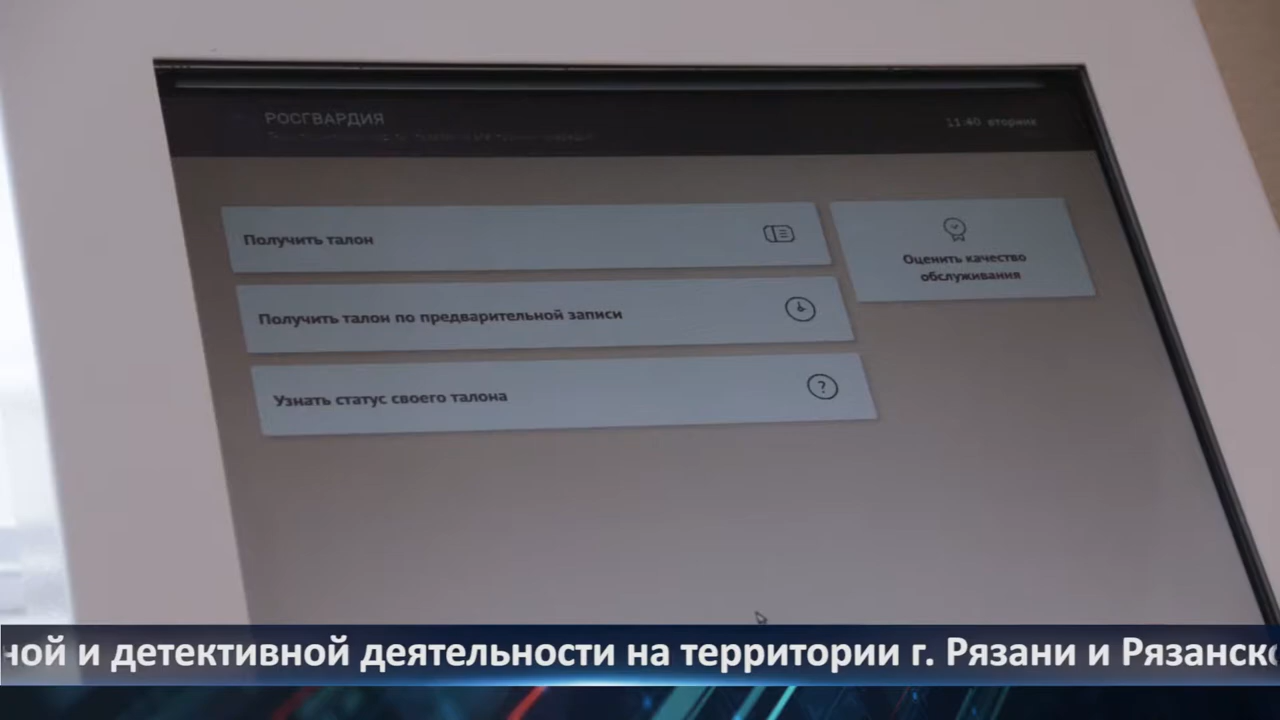 РОСГВАРДИЯ
11:40 вторник
Получить талон
Оценить качество
обслуживания
Получить талон по предварительной записи
Узнать статус своего талона
ной и детективной деятельности на территории г. Рязани и Рязанско